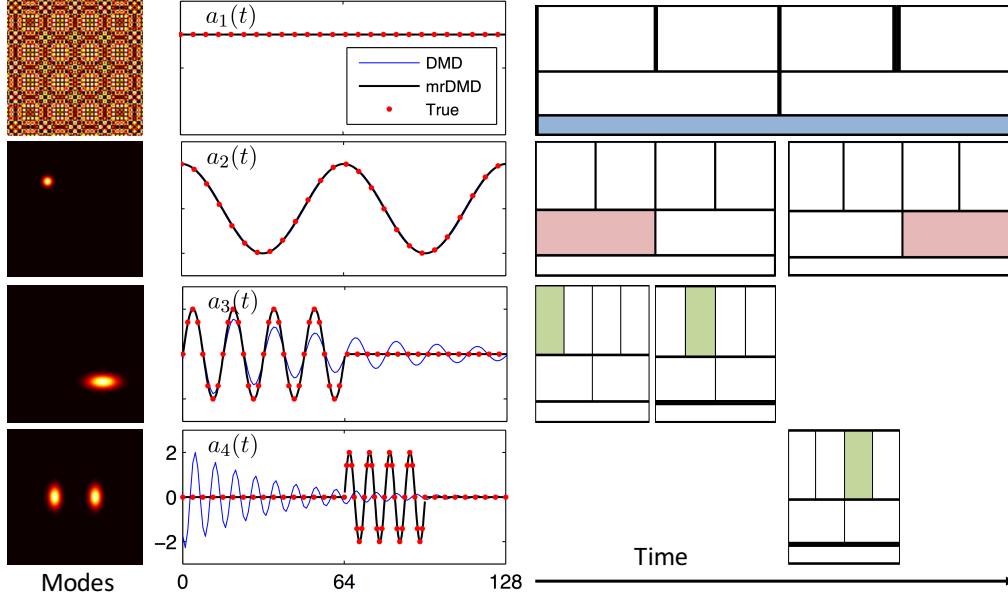 a₁(t)
DMD
mrDMD
True
a₂(t)
a₃(t)
a₄(t)
2
0
−2
0
64
128
Modes
Time